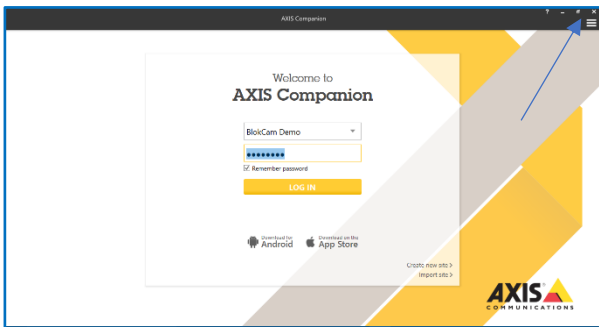 AXIS Companion
?
Welcome to
AXIS Companion
BlokCam Demo
Remember password
LOG IN
Download for
Android
Download on the
App Store
Create new site >
Import site >
AXIS
COMMUNICATIONS